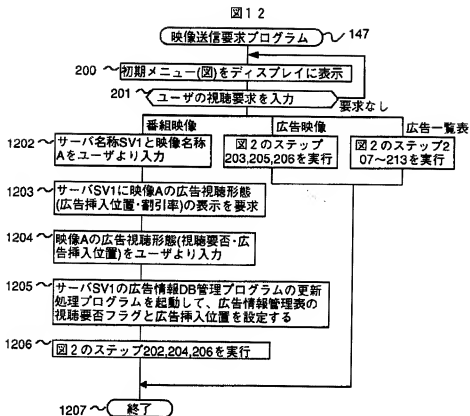 図１２
映像送信要求プログラム
147
200
初期メニュー(図)をディスプレイに表示
201
ユーザの視聴要求を入力
要求なし
番組映像
広告映像
広告一覧表
1202
サーバ名称SV1と映像名称
Aをユーザより入力
図２のステップ
203,205,206を実行
図２のステップ2
07〜213を実行
1203
サーバSV1に映像Aの広告視聴形態
(広告挿入位置・割引率)の表示を要求
1204
映像Aの広告視聴形態(視聴要否・広
告挿入位置)をユーザより入力
1205
サーバSV1の広告情報DB管理プログラムの更新
処理プログラムを起動して、広告情報管理表の
視聴要否フラグと広告挿入位置を設定する
1206
図２のステップ202,204,206を実行
1207
終了